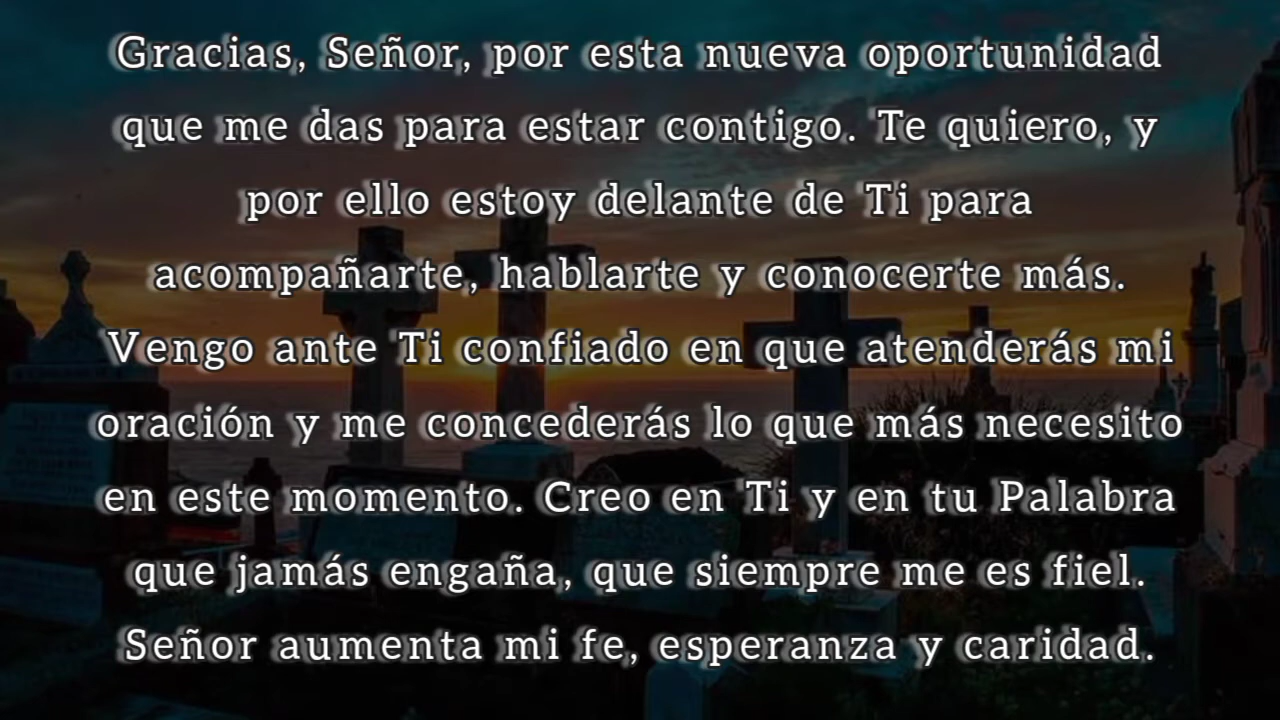 Gracias, Señor, por esta nueva oportunidad
que me das para estar contigo. Te quiero, y
por ello estoy delante de Ti para
acompañarte, hablarte y conocerte más.
Vengo ante Ti confiado en que atenderás mi
oración y me concederás lo que más necesito
en este momento. Creo en Ti y en tu Palabra
que jamás engaña, que siempre me es fiel.
Señor aumenta mi fe, esperanza y caridad.